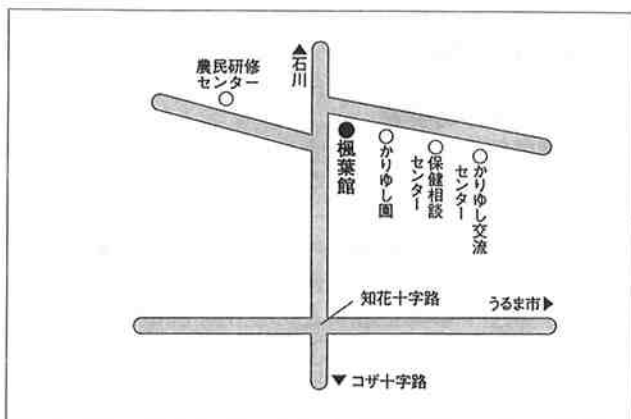 ▲石川
農民研修
センター
●楓葉館
かりゆし園
保健相談
センター
かりゆし交流
センター
知花十字路
うるま市▶
▼コザ十字路